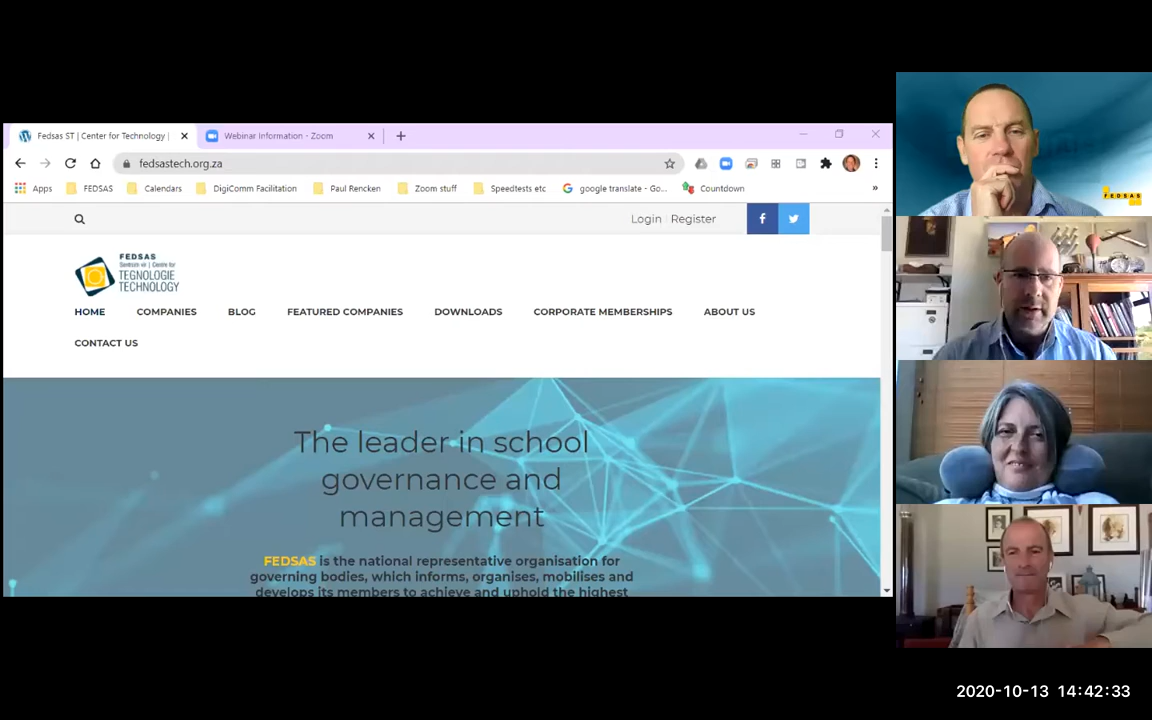 Fedsas ST | Center for Technology |
Webinar Information - Zoom
fedsastech.org.za
Apps FEDSAS Calendars DigiComm Facilitation Paul Rencken Zoom stuff Speedtests etc google translate - Go... Countdown »
Login Register
FEDSAS
TEGNOLOGIE
TECHNOLOGY
HOME COMPANIES BLOG FEATURED COMPANIES DOWNLOADS CORPORATE MEMBERSHIPS ABOUT US
CONTACT US
The leader in school
governance and
management
FEDSAS is the national representative organisation for
governing bodies, which informs, organises, mobilises and
develops its members to achieve and uphold the highest
FEDSAS
2020-10-13 14:42:33